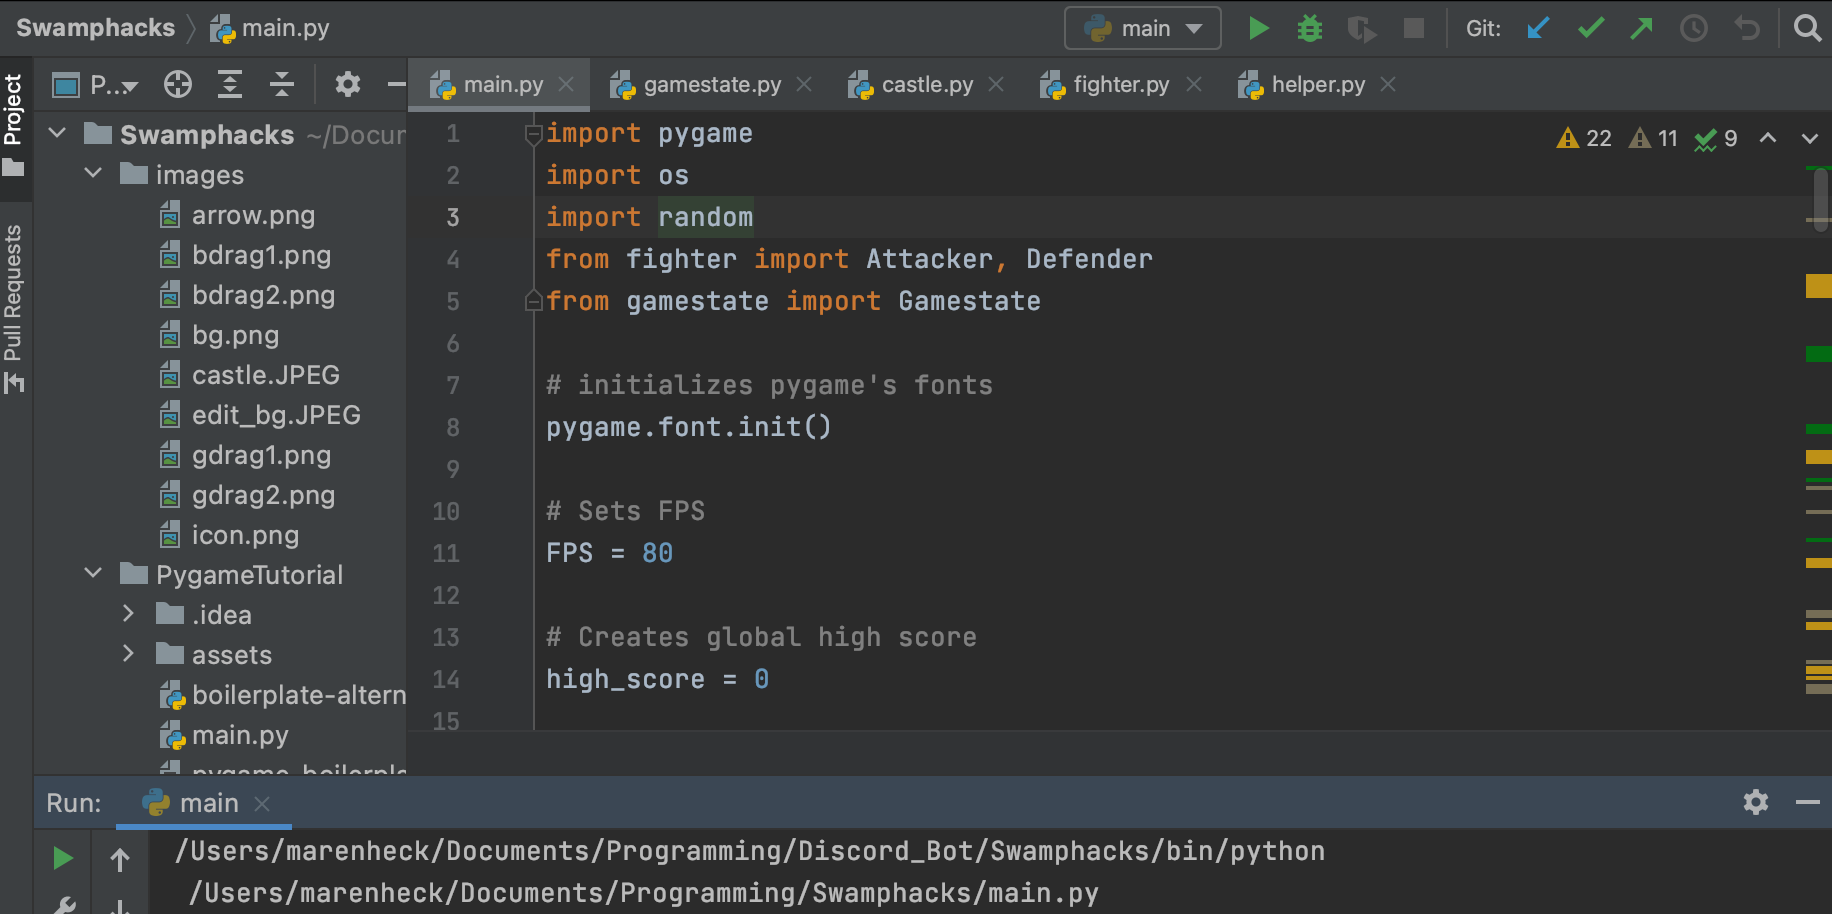 Swamphacks main.py
main
Git:
Project
Pull Requests
P...
main.py
gamestate.py
castle.py
fighter.py
helper.py
Swamphacks ~/Docur
images
arrow.png
bdrag1.png
bdrag2.png
bg.png
castle.JPEG
edit_bg.JPEG
gdrag1.png
gdrag2.png
icon.png
PygameTutorial
.idea
assets
boilerplate-altern
main.py
22 11 9
1 import pygame
2 import os
3 import random
4 from fighter import Attacker, Defender
5 from gamestate import Gamestate
6
7 # initializes pygame's fonts
8 pygame.font.init()
9
10 # Sets FPS
11 FPS = 80
12
13 # Creates global high score
14 high_score = 0
15
Run: main
/Users/marenheck/Documents/Programming/Discord_Bot/Swamphacks/bin/python
/Users/marenheck/Documents/Programming/Swamphacks/main.py